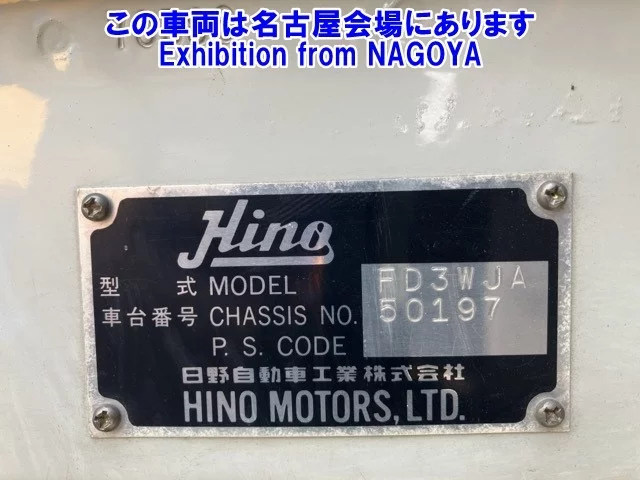 この車両は名古屋会場にあります
Exhibition from NAGOYA
Hino
型 式 MODEL FD3WJA
車台番号 CHASSIS NO. 50197
P. S. CODE
日野自動車工業株式会社
HINO MOTORS, LTD.